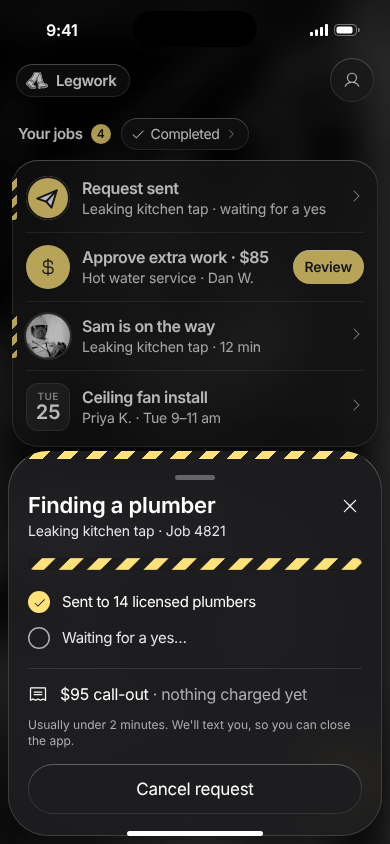 9:41
Legwork
Your jobs 4 Completed
Request sent
Leaking kitchen tap · waiting for a yes
$
Approve extra work · $85
Hot water service · Dan W.
Review
Sam is on the way
Leaking kitchen tap · 12 min
TUE
25
Ceiling fan install
Priya K. · Tue 9–11 am
Finding a plumber
Leaking kitchen tap · Job 4821
Sent to 14 licensed plumbers
Waiting for a yes...
$95 call-out · nothing charged yet
Usually under 2 minutes. We'll text you, so you can close
the app.
Cancel request